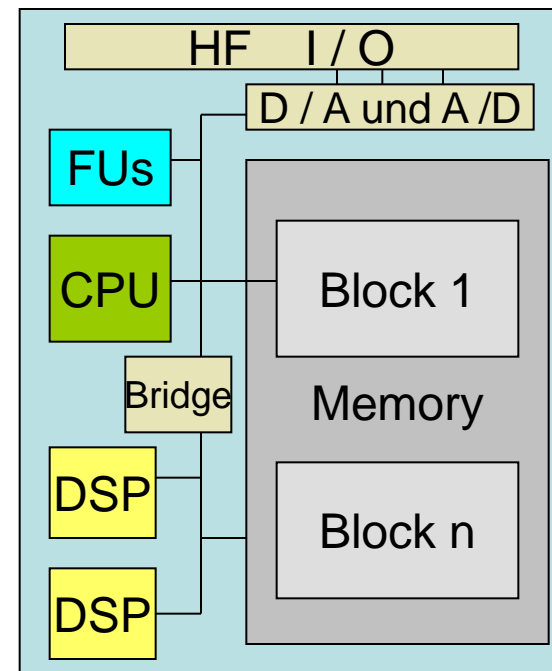 HF I / O
D / A und A /D
FUs
CPU
Block 1
Bridge
Memory
DSP
Block n
DSP